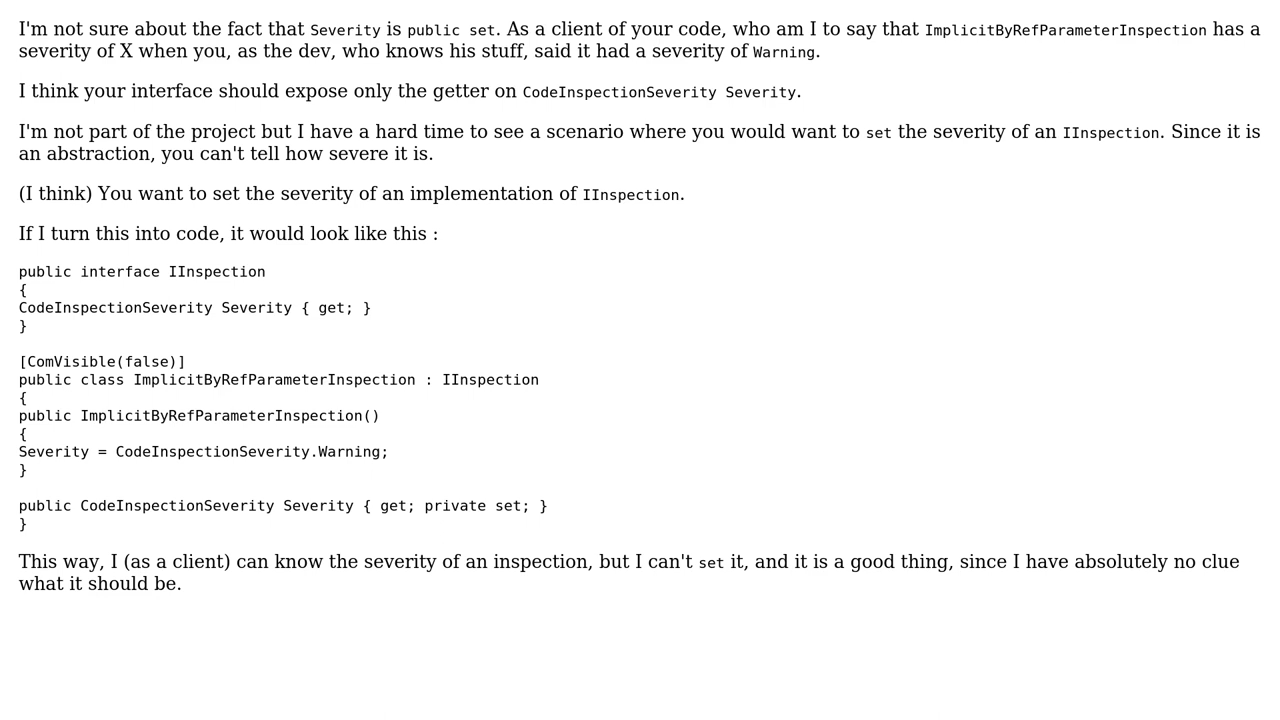 I'm not sure about the fact that Severity is public set. As a client of your code, who am I to say that ImplicitByRefParameterInspection has a
severity of X when you, as the dev, who knows his stuff, said it had a severity of Warning.
I think your interface should expose only the getter on CodeInspectionSeverity Severity.
I'm not part of the project but I have a hard time to see a scenario where you would want to set the severity of an IInspection. Since it is
an abstraction, you can't tell how severe it is.
(I think) You want to set the severity of an implementation of IInspection.
If I turn this into code, it would look like this :
public interface IInspection
{
CodeInspectionSeverity Severity { get; }
}
[ComVisible(false)]
public class ImplicitByRefParameterInspection : IInspection
{
public ImplicitByRefParameterInspection()
{
Severity = CodeInspectionSeverity.Warning;
}
public CodeInspectionSeverity Severity { get; private set; }
}
This way, I (as a client) can know the severity of an inspection, but I can't set it, and it is a good thing, since I have absolutely no clue
what it should be.